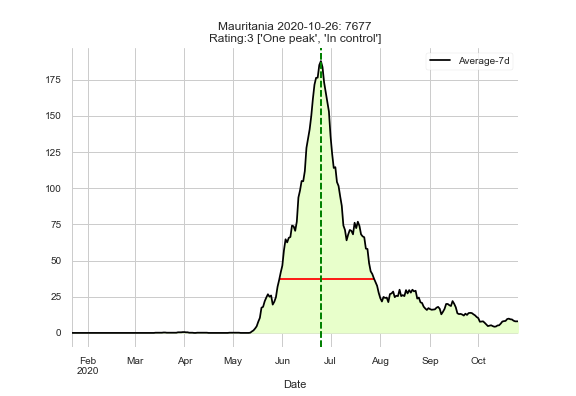 Mauritania 2020-10-26: 7677
Rating:3 ['One peak', 'In control']
Average-7d
175
150
125
100
75
50
25
0
Feb
2020
Mar
Apr
May
Jun
Jul
Aug
Sep
Oct
Date